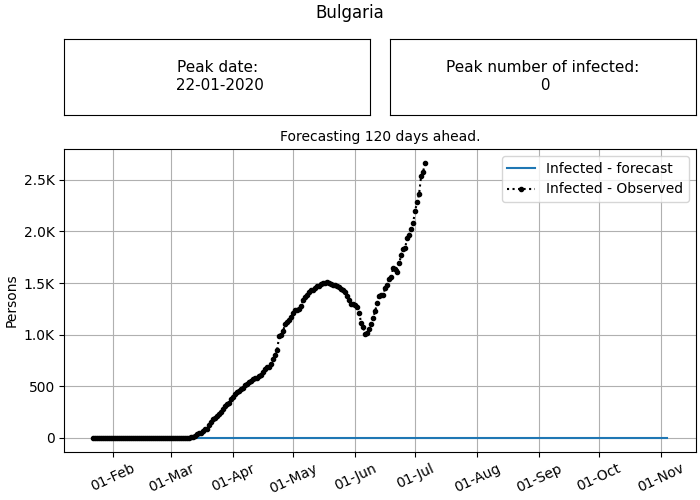 Bulgaria
Peak date:
22-01-2020
Peak number of infected:
0
Forecasting 120 days ahead.
Infected - forecast
Infected - Observed
Persons
2.5K
2.0K
1.5K
1.0K
500
0
01-Feb
01-Mar
01-Apr
01-May
01-Jun
01-Jul
01-Aug
01-Sep
01-Oct
01-Nov